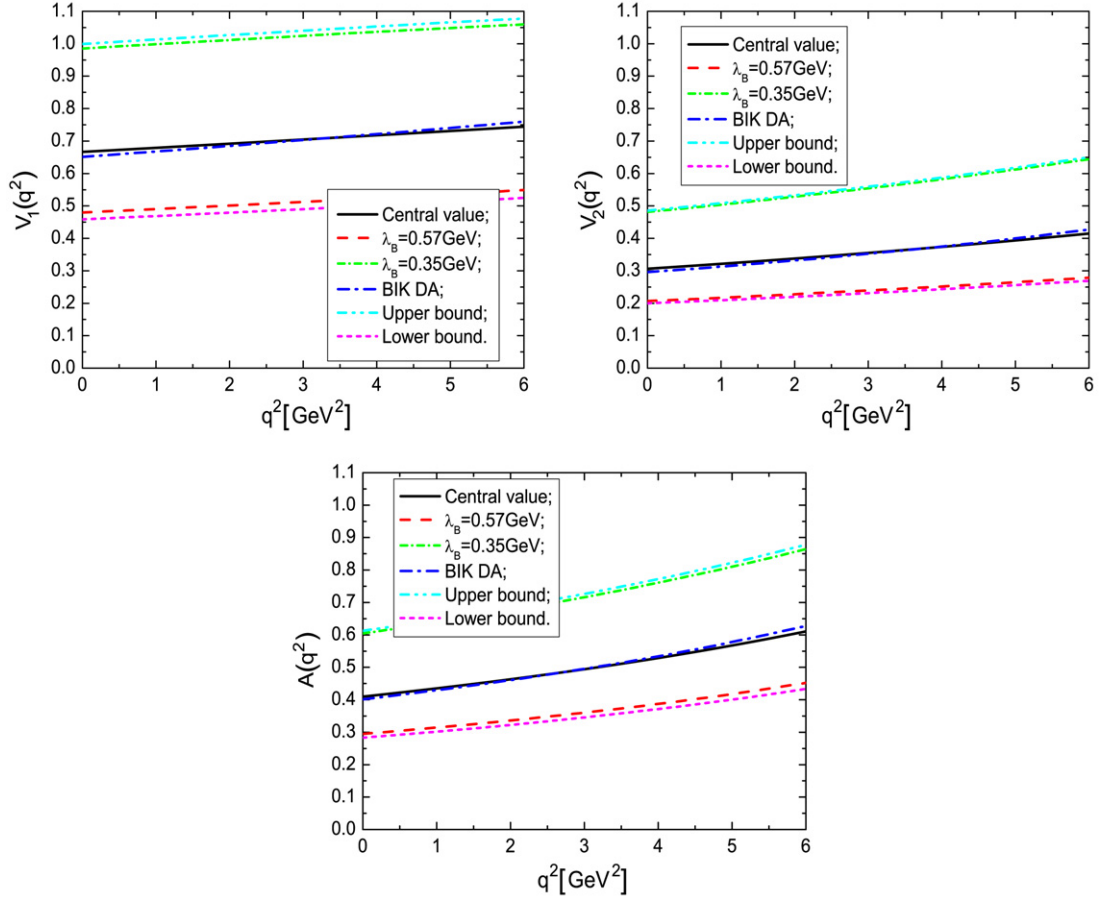 1.1
1.0
0.9
0.8
0.7
0.6
0.5
0.4
0.3
0.2
0.1
0.0
V₁(q²)
0 1 2 3 4 5 6
q²[GeV²]
Central value;
λ_B=0.57GeV;
λ_B=0.35GeV;
BIK DA;
Upper bound;
Lower bound.
1.1
1.0
0.9
0.8
0.7
0.6
0.5
0.4
0.3
0.2
0.1
0.0
V₂(q²)
0 1 2 3 4 5 6
q²[GeV²]
Central value;
λ_B=0.57GeV;
λ_B=0.35GeV;
BIK DA;
Upper bound;
Lower bound.
1.1
1.0
0.9
0.8
0.7
0.6
0.5
0.4
0.3
0.2
0.1
0.0
A(q²)
0 1 2 3 4 5 6
q²[GeV²]
Central value;
λ_B=0.57GeV;
λ_B=0.35GeV;
BIK DA;
Upper bound;
Lower bound.